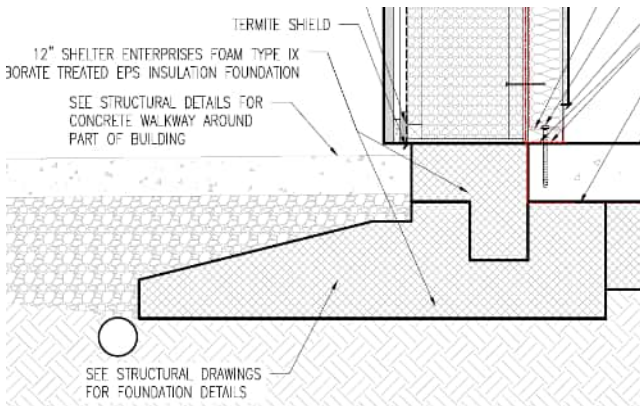 TERMITE SHIELD
12" SHELTER ENTERPRISES FOAM TYPE IX
BORATE TREATED EPS INSULATION FOUNDATION
SEE STRUCTURAL DETAILS FOR
CONCRETE WALKWAY AROUND
PART OF BUILDING
SEE STRUCTURAL DRAWINGS
FOR FOUNDATION DETAILS